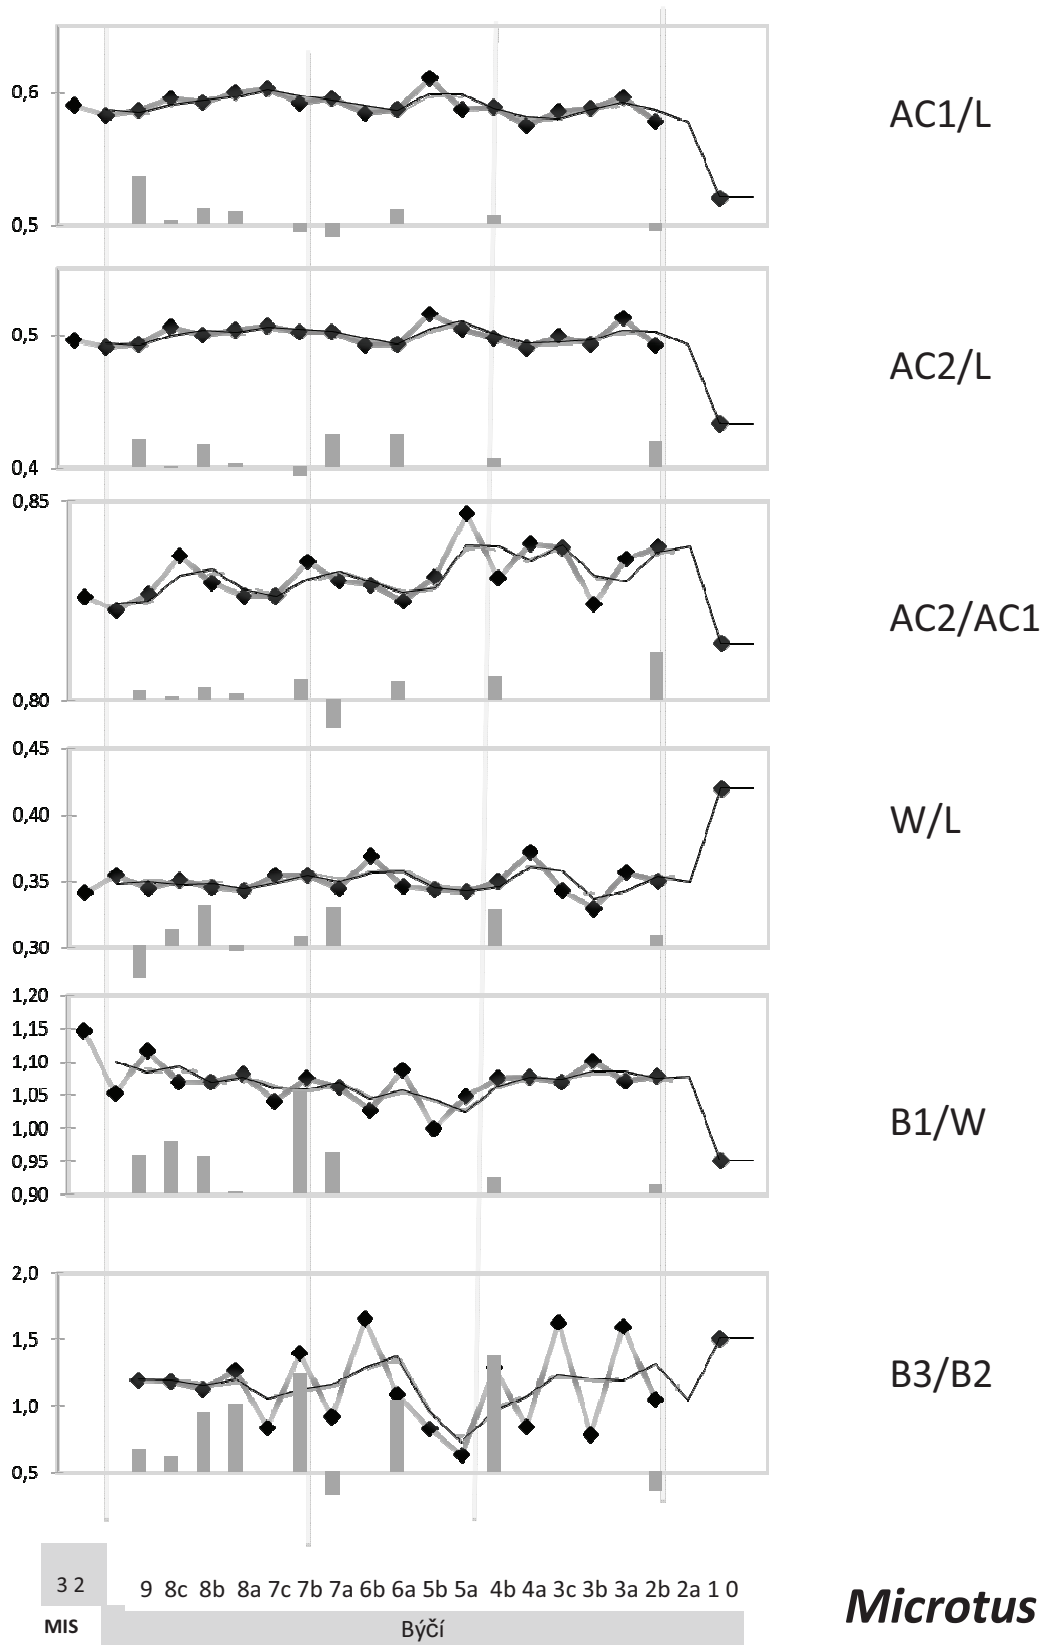 0,6
AC1/L
0,5
0,5
AC2/L
0,4
0,85
AC2/AC1
0,80
0,45
0,40
W/L
0,35
0,30
1,20
1,15
1,10
1,05
B1/W
1,00
0,95
0,90
2,0
1,5
B3/B2
1,0
0,5
3 2 9 8c 8b 8a 7c 7b 7a 6b 6a 5b 5a 4b 4a 3c 3b 3a 2b 2a 1 0
Microtus
MIS Býčí